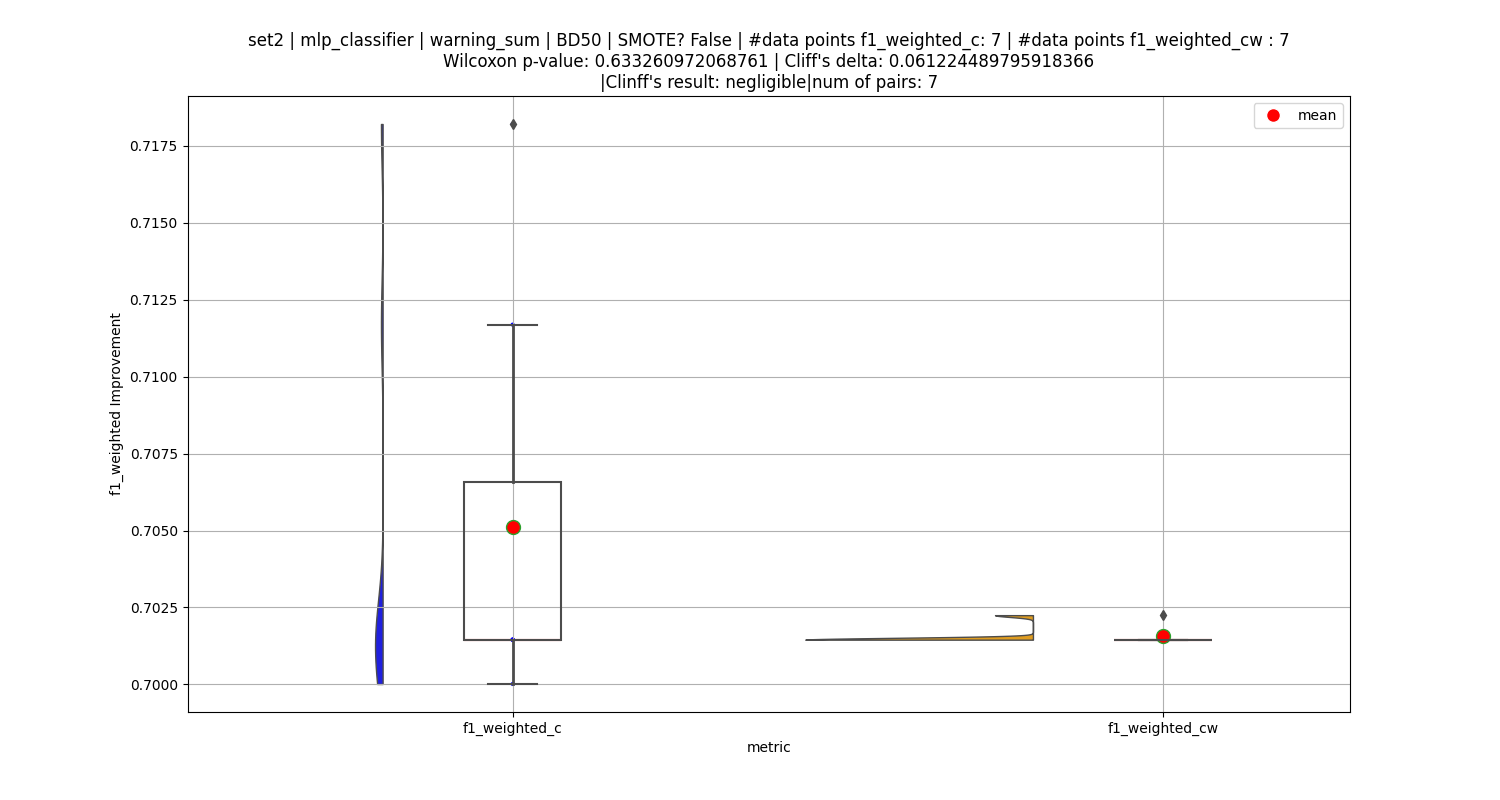 set2 | mlp_classifier | warning_sum | BD50 | SMOTE? False | #data points f1_weighted_c: 7 | #data points f1_weighted_cw : 7
Wilcoxon p-value: 0.633260972068761 | Cliff's delta: 0.061224489795918366
|Clinff's result: negligible|num of pairs: 7
mean
0.7175
0.7150
0.7125
0.7100
0.7075
0.7050
0.7025
0.7000
f1_weighted Improvement
f1_weighted_c
f1_weighted_cw
metric